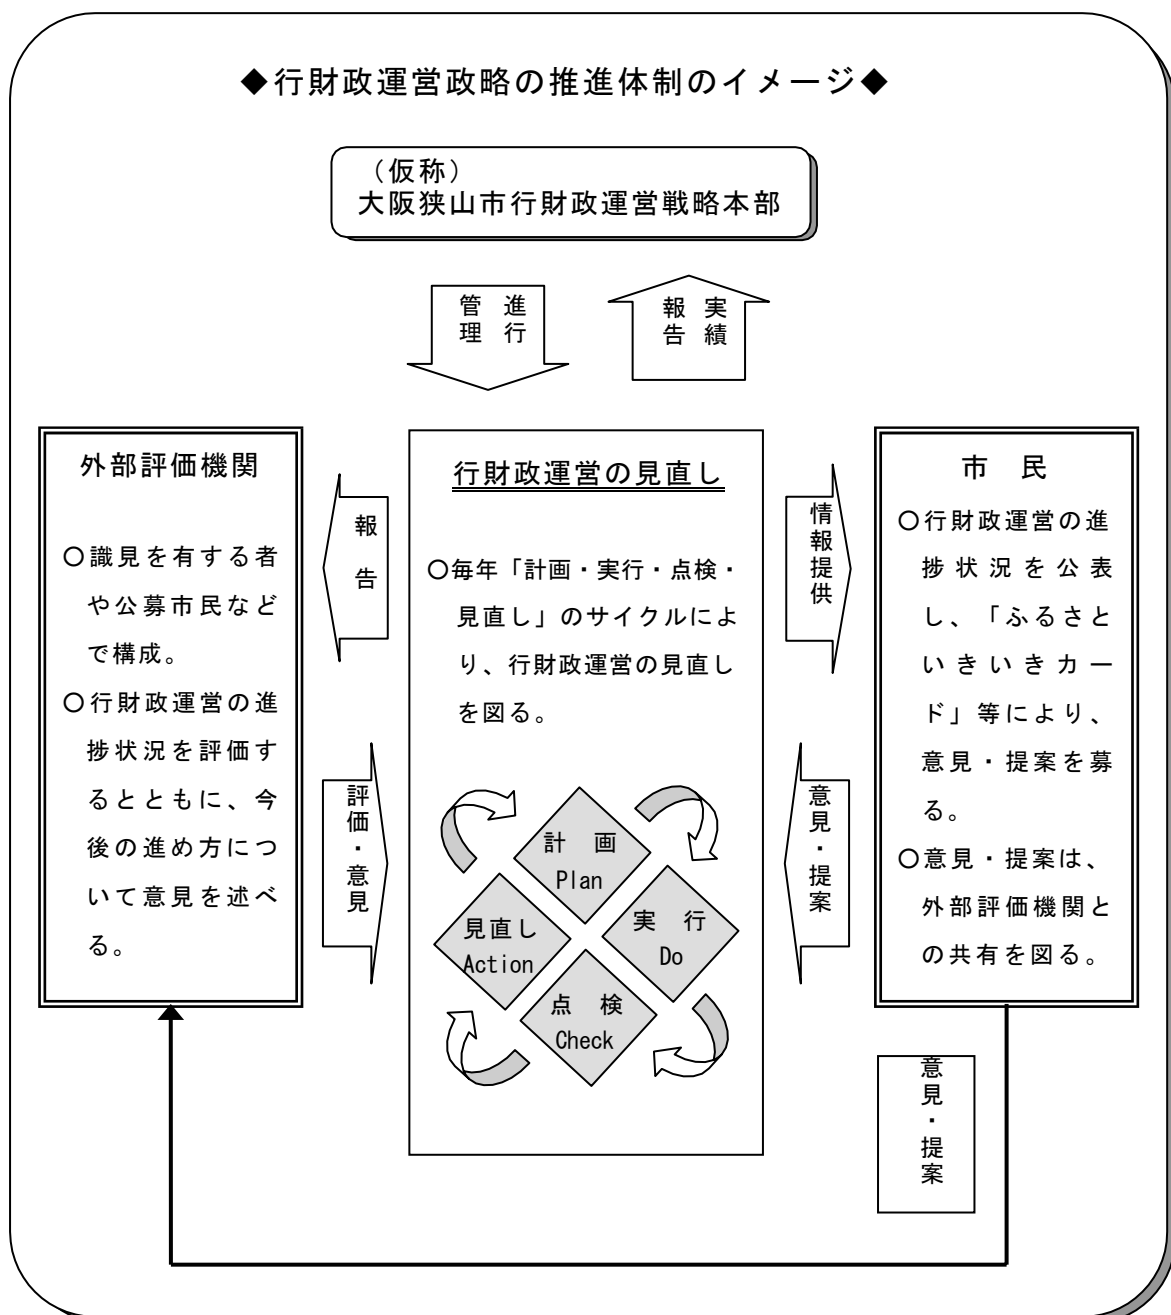 ◆行財政運営政略の推進体制のイメージ◆
（仮称）
大阪狭山市行財政運営戦略本部
進行
管理
実績
報告
外部評価機関
○識見を有する者
や公募市民など
で構成。
○行財政運営の進
捗状況を評価す
るとともに、今
後の進め方につ
いて意見を述べ
る。
報告
評価・意見
行財政運営の見直し
○毎年「計画・実行・点検・
見直し」のサイクルによ
り、行財政運営の見直し
を図る。
計 画
Plan
実 行
Do
点 検
Check
見直し
Action
情報提供
意見・提案
市 民
○行財政運営の進
捗状況を公表
し、「ふるさと
いきいきカー
ド」等により、
意見・提案を募
る。
○意見・提案は、
外部評価機関と
の共有を図る。
意見・提案